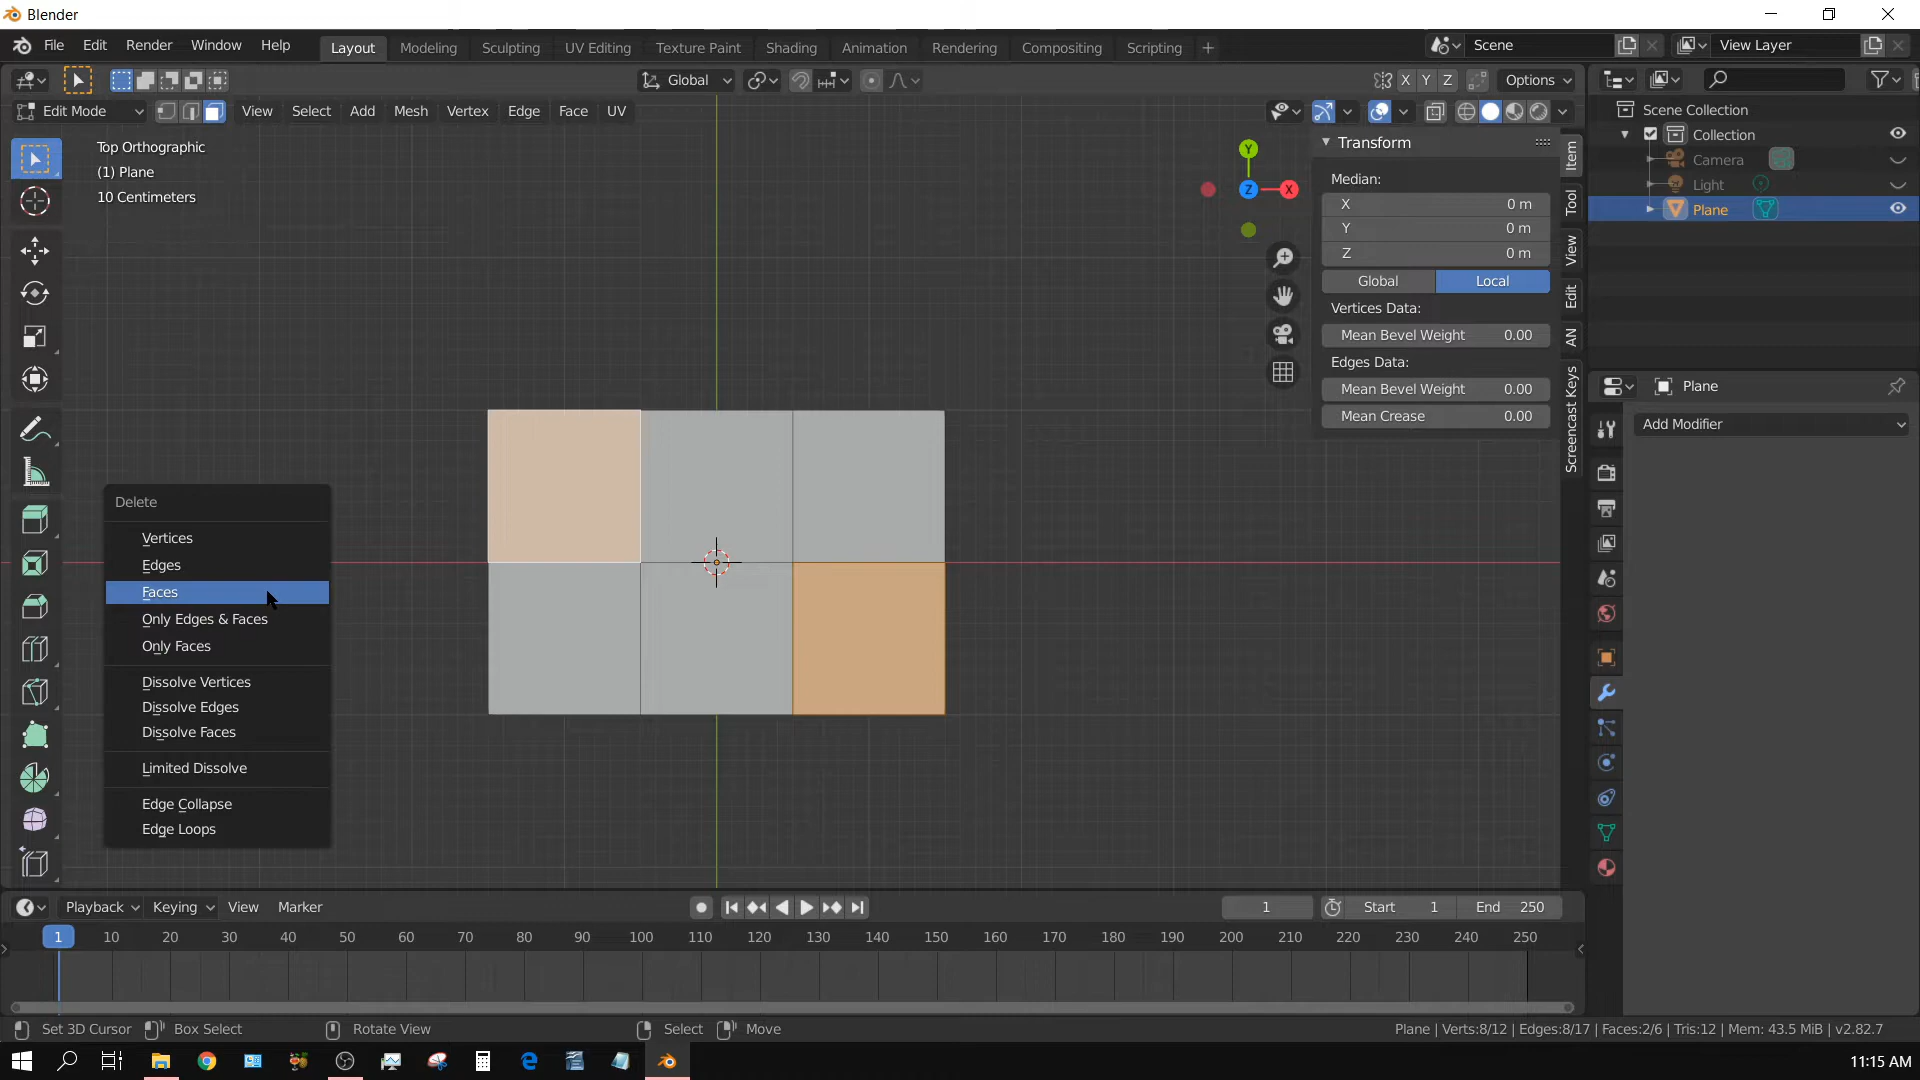 Blender
File Edit Render Window Help
Layout Modeling Sculpting UV Editing Texture Paint Shading Animation Rendering Compositing Scripting +
Scene
View Layer
Global
X Y Z
Options
Edit Mode
View Select Add Mesh Vertex Edge Face UV
Top Orthographic
(1) Plane
10 Centimeters
Y
Z
X
Transform
Median:
X 0 m
Y 0 m
Z 0 m
Global Local
Vertices Data:
Mean Bevel Weight 0.00
Edges Data:
Mean Bevel Weight 0.00
Mean Crease 0.00
Item
Tool
View
Edit
AN
Screencast Keys
Scene Collection
Collection
Camera
Light
Plane
Plane
Add Modifier
Delete
Vertices
Edges
Faces
Only Edges & Faces
Only Faces
Dissolve Vertices
Dissolve Edges
Dissolve Faces
Limited Dissolve
Edge Collapse
Edge Loops
Playback Keying View Marker
1
Start 1
End 250
1 10 20 30 40 50 60 70 80 90 100 110 120 130 140 150 160 170 180 190 200 210 220 230 240 250
Set 3D Cursor Box Select Rotate View Select Move
Plane | Verts:8/12 | Edges:8/17 | Faces:2/6 | Tris:12 | Mem: 43.5 MiB | v2.82.7
11:15 AM